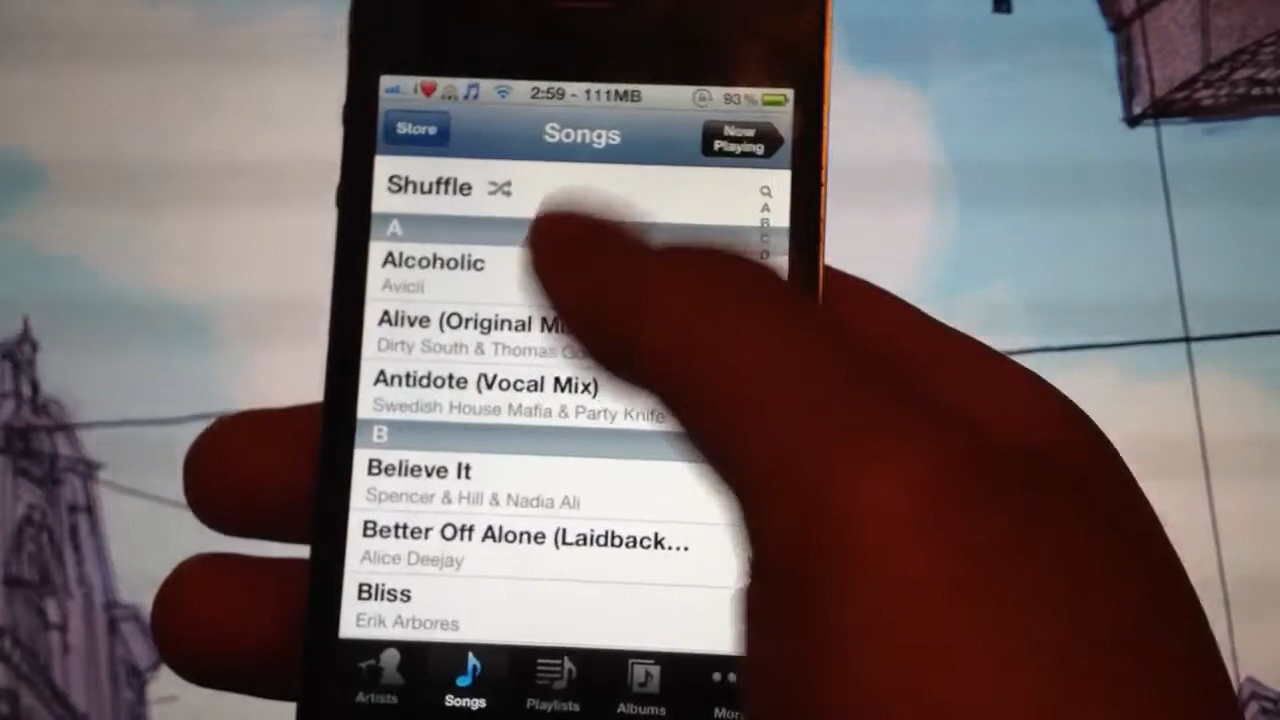 2:59 - 111MB
93%
Store
Songs
Now
Playing
Shuffle
A
A
B
C
D
Alcoholic
Avicii
Alive (Original
Dirty South & Thomas
Antidote (Vocal Mix)
Swedish House Mafia & Party Knife
B
Believe It
Spencer & Hill & Nadia Ali
Better Off Alone (Laidback...
Alice Deejay
Bliss
Erik Arbores
Artists
Songs
Playlists
Albums